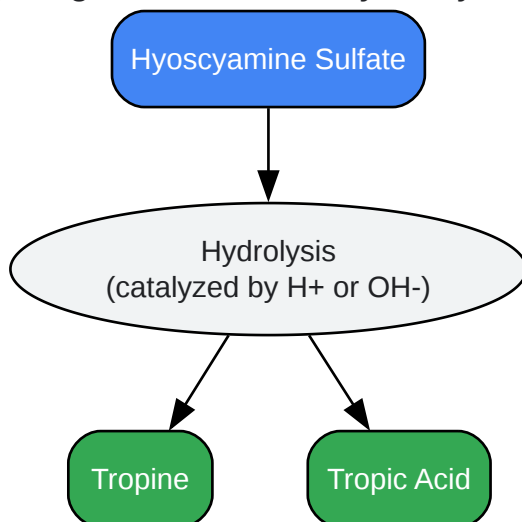 Hyoscyamine Sulfate
Hydrolysis
(catalyzed by H+ or OH-)
Tropine
Tropic Acid